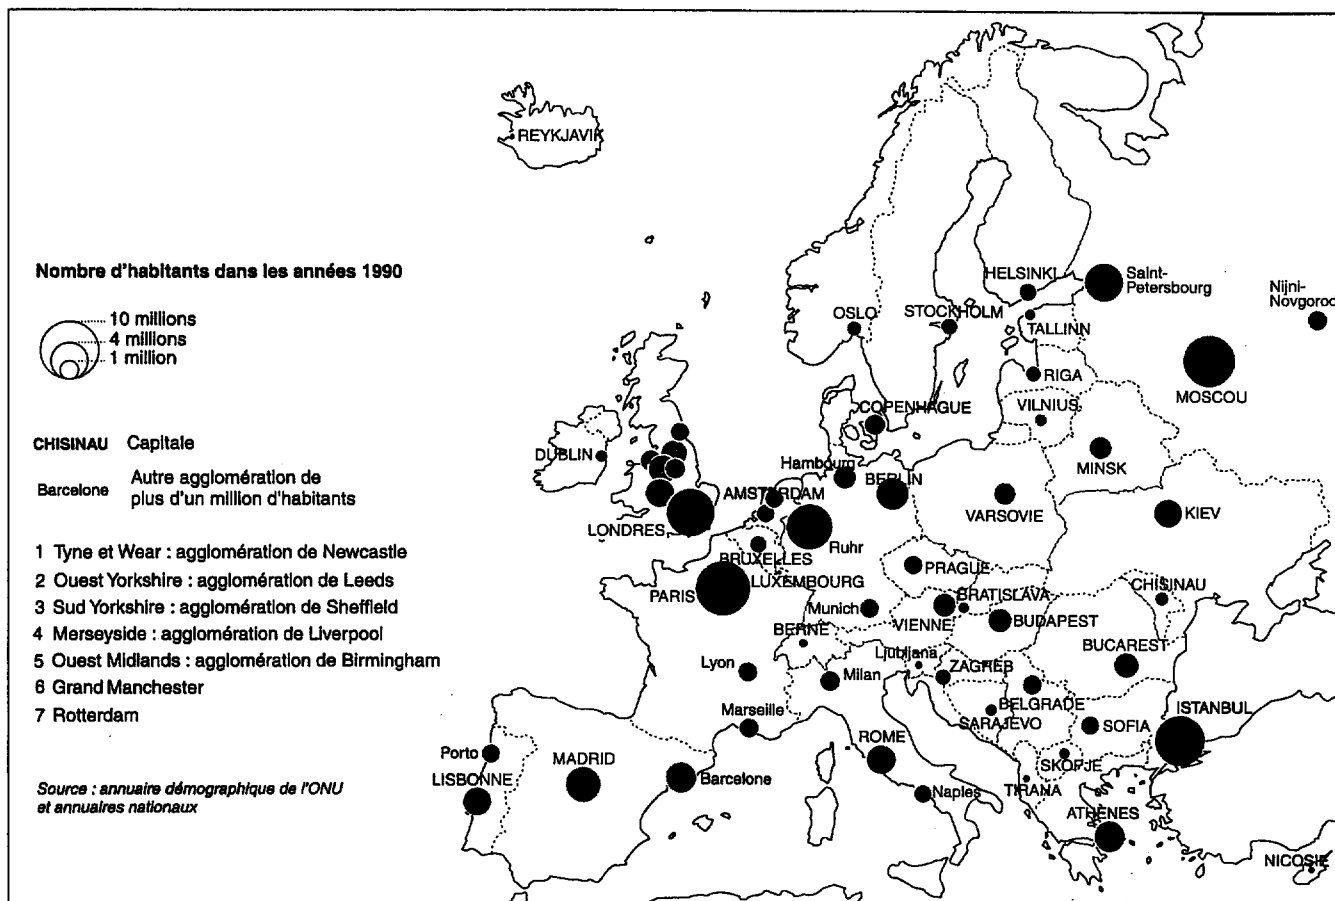 REYKJAVIK
Nombre d'habitants dans les années 1990
10 millions
4 millions
1 million
CHISINAU Capitale
Barcelone Autre agglomération de
plus d'un million d'habitants
1 Tyne et Wear : agglomération de Newcastle
2 Ouest Yorkshire : agglomération de Leeds
3 Sud Yorkshire : agglomération de Sheffield
4 Merseyside : agglomération de Liverpool
5 Ouest Midlands : agglomération de Birmingham
6 Grand Manchester
7 Rotterdam
Source : annuaire démographique de l'ONU
et annuaires nationaux
HELSINKI
Saint-
Petersbourg
Nijni-
Novgorod
OSLO
STOCKHOLM
TALLINN
RIGA
MOSCOU
COPENHAGUE
VILNIUS
DUBLIN
MINSK
Hambourg
BERLIN
AMSTERDAM
VARSOVIE
KIEV
LONDRES
Ruhr
BRUXELLES
PRAGUE
LUXEMBOURG
PARIS
CHISINAU
BRATISLAVA
Munich
VIENNE
BUDAPEST
BERNE
BUCAREST
Ljubljana
Lyon
ZAGREB
Milan
BELGRADE
ISTANBUL
Marseille
SARAJEVO
SOFIA
ROME
Porto
MADRID
SKOPJE
LISBONNE
Barcelone
TIRANA
Naples
ATHENES
NICOSIE